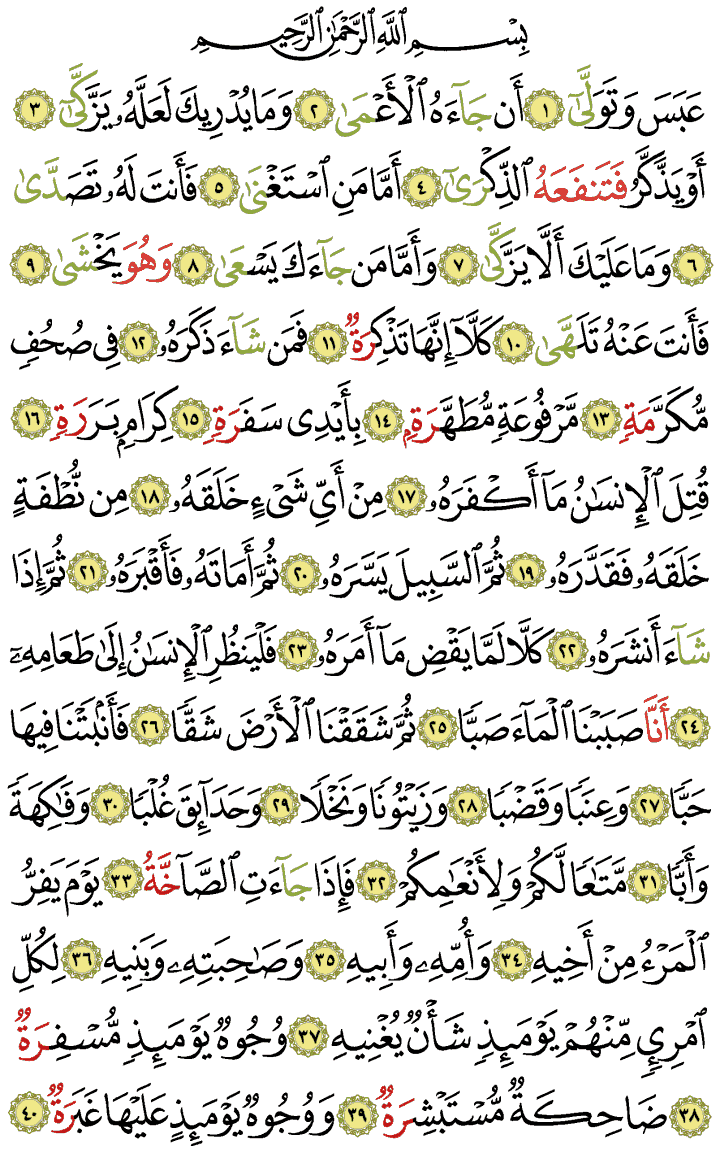 بِسْمِ ٱللَّهِ ٱلرَّحْمَٰنِ ٱلرَّحِيمِ
عَبَسَ وَتَوَلَّىٰٓ ١ أَن جَآءَهُ ٱلْأَعْمَىٰ ٢ وَمَا يُدْرِيكَ لَعَلَّهُۥ يَزَّكَّىٰٓ ٣
أَوْ يَذَّكَّرُ فَتَنفَعَهُ ٱلذِّكْرَىٰٓ ٤ أَمَّا مَنِ ٱسْتَغْنَىٰ ٥ فَأَنتَ لَهُۥ تَصَدَّىٰ
٦ وَمَا عَلَيْكَ أَلَّا يَزَّكَّىٰ ٧ وَأَمَّا مَن جَآءَكَ يَسْعَىٰ ٨ وَهُوَ يَخْشَىٰ ٩
فَأَنتَ عَنْهُ تَلَهَّىٰ ١٠ كَلَّآ إِنَّهَا تَذْكِرَةٌ ١١ فَمَن شَآءَ ذَكَرَهُۥ ١٢ فِى صُحُفٍ
مُّكَرَّمَةٍ ١٣ مَّرْفُوعَةٍ مُّطَهَّرَةٍۭ ١٤ بِأَيْدِى سَفَرَةٍ ١٥ كِرَامٍۭ بَرَرَةٍ ١٦
قُتِلَ ٱلْإِنسَٰنُ مَآ أَكْفَرَهُۥ ١٧ مِنْ أَىِّ شَىْءٍ خَلَقَهُۥ ١٨ مِن نُّطْفَةٍ
خَلَقَهُۥ فَقَدَّرَهُۥ ١٩ ثُمَّ ٱلسَّبِيلَ يَسَّرَهُۥ ٢٠ ثُمَّ أَمَاتَهُۥ فَأَقْبَرَهُۥ ٢١ ثُمَّ إِذَا
شَآءَ أَنشَرَهُۥ ٢٢ كَلَّا لَمَّا يَقْضِ مَآ أَمَرَهُۥ ٢٣ فَلْيَنظُرِ ٱلْإِنسَٰنُ إِلَىٰ طَعَامِهِۦٓ
٢٤ أَنَّا صَبَبْنَا ٱلْمَآءَ صَبًّا ٢٥ ثُمَّ شَقَقْنَا ٱلْأَرْضَ شَقًّا ٢٦ فَأَنۢبَتْنَا فِيهَا
حَبًّا ٢٧ وَعِنَبًا وَقَضْبًا ٢٨ وَزَيْتُونًا وَنَخْلًا ٢٩ وَحَدَآئِقَ غُلْبًا ٣٠ وَفَٰكِهَةً
وَأَبًّا ٣١ مَّتَٰعًا لَّكُمْ وَلِأَنْعَٰمِكُمْ ٣٢ فَإِذَا جَآءَتِ ٱلصَّآخَّةُ ٣٣ يَوْمَ يَفِرُّ
ٱلْمَرْءُ مِنْ أَخِيهِ ٣٤ وَأُمِّهِۦ وَأَبِيهِ ٣٥ وَصَٰحِبَتِهِۦ وَبَنِيهِ ٣٦ لِكُلِّ
ٱمْرِئٍ مِّنْهُمْ يَوْمَئِذٍ شَأْنٌ يُغْنِيهِ ٣٧ وُجُوهٌ يَوْمَئِذٍ مُّسْفِرَةٌ
٣٨ ضَاحِكَةٌ مُّسْتَبْشِرَةٌ ٣٩ وَوُجُوهٌ يَوْمَئِذٍ عَلَيْهَا غَبَرَةٌ ٤٠